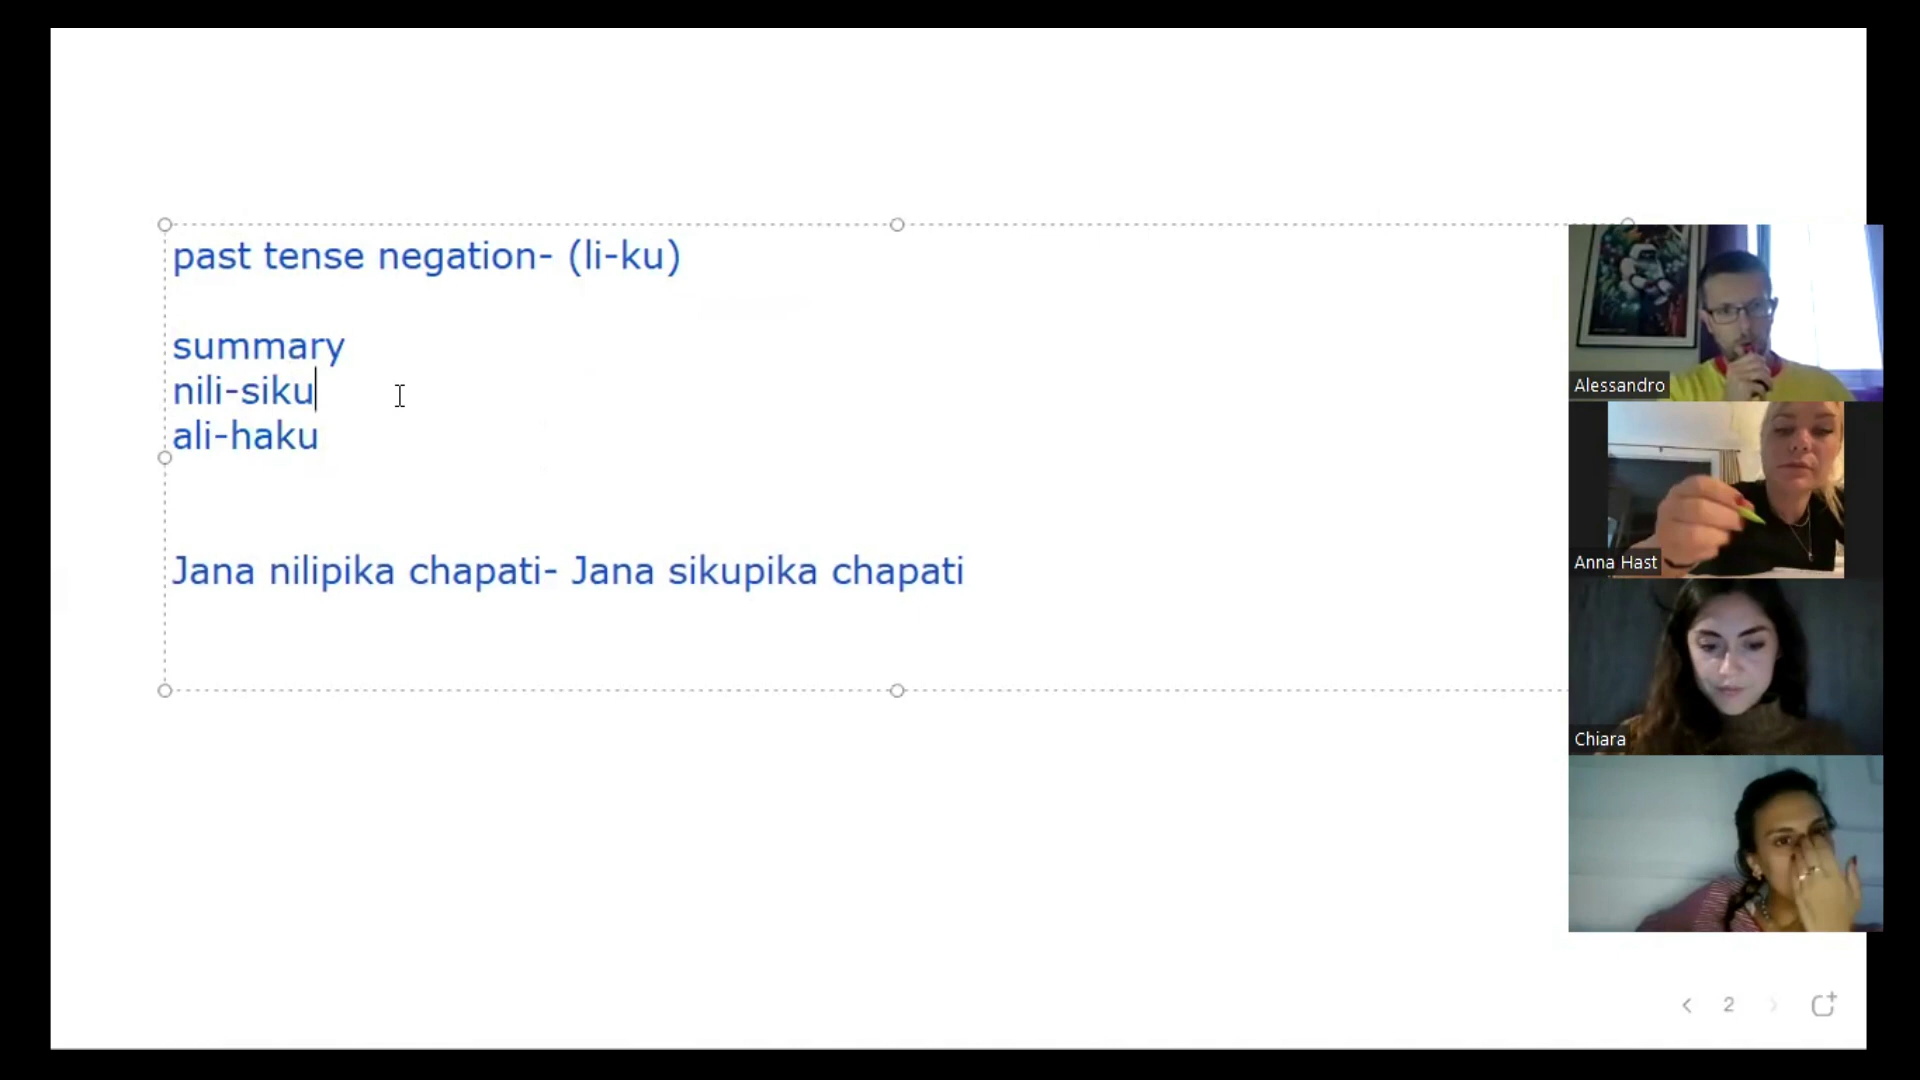 past tense negation- (li-ku)
summary
nili-siku
ali-haku
Jana nilipika chapati- Jana sikupika chapati
Alessandro
Anna Hast
Chiara
2